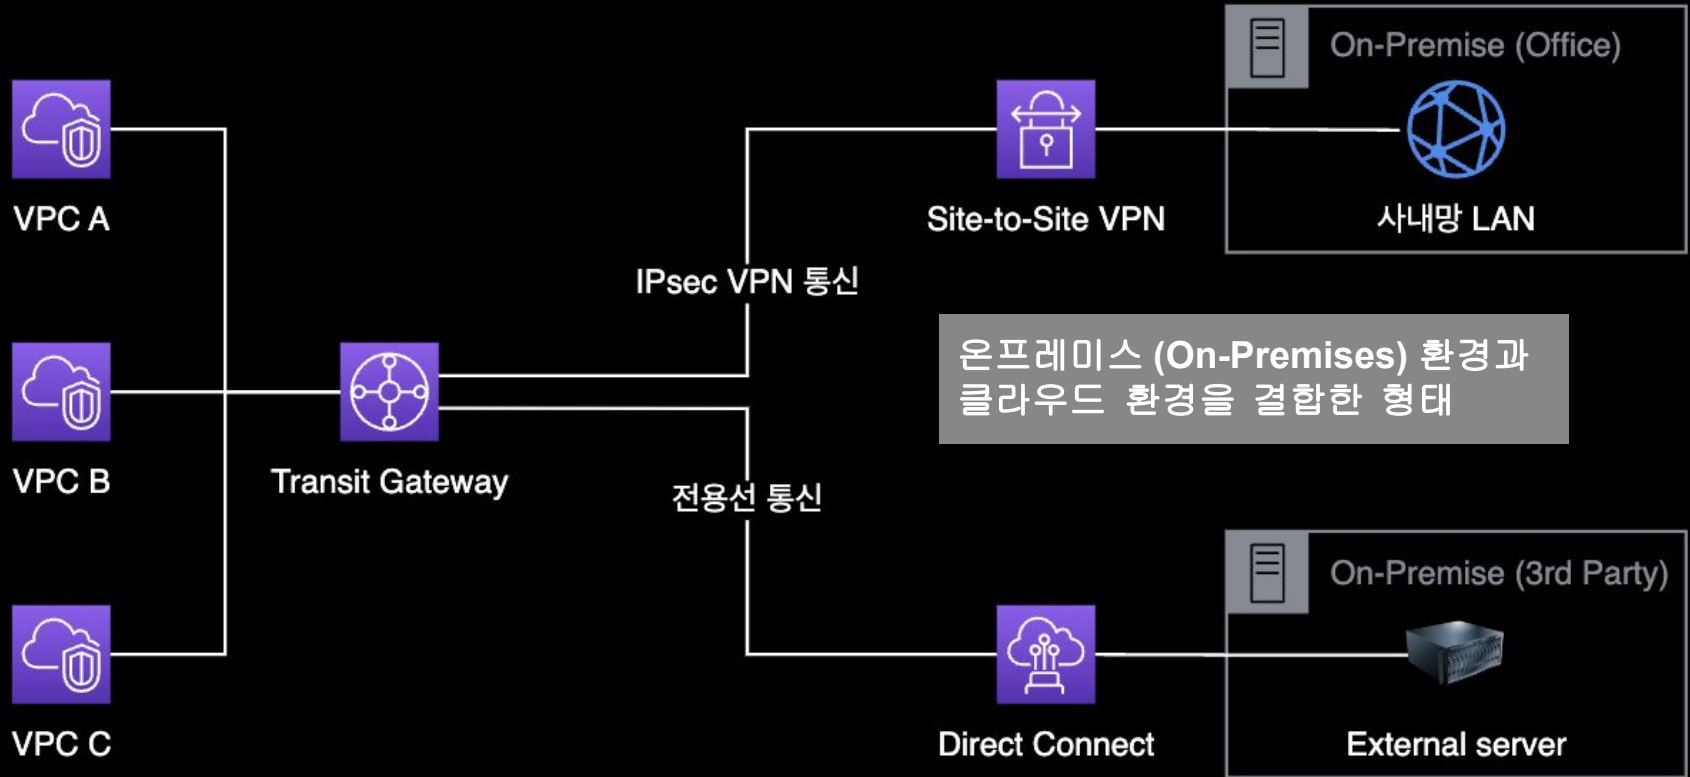 On-Premise (Office)
VPC A
Site-to-Site VPN
사내망 LAN
IPsec VPN 통신
온프레미스 (On-Premises) 환경과
클라우드 환경을 결합한 형태
VPC B
Transit Gateway
전용선 통신
On-Premise (3rd Party)
VPC C
Direct Connect
External server